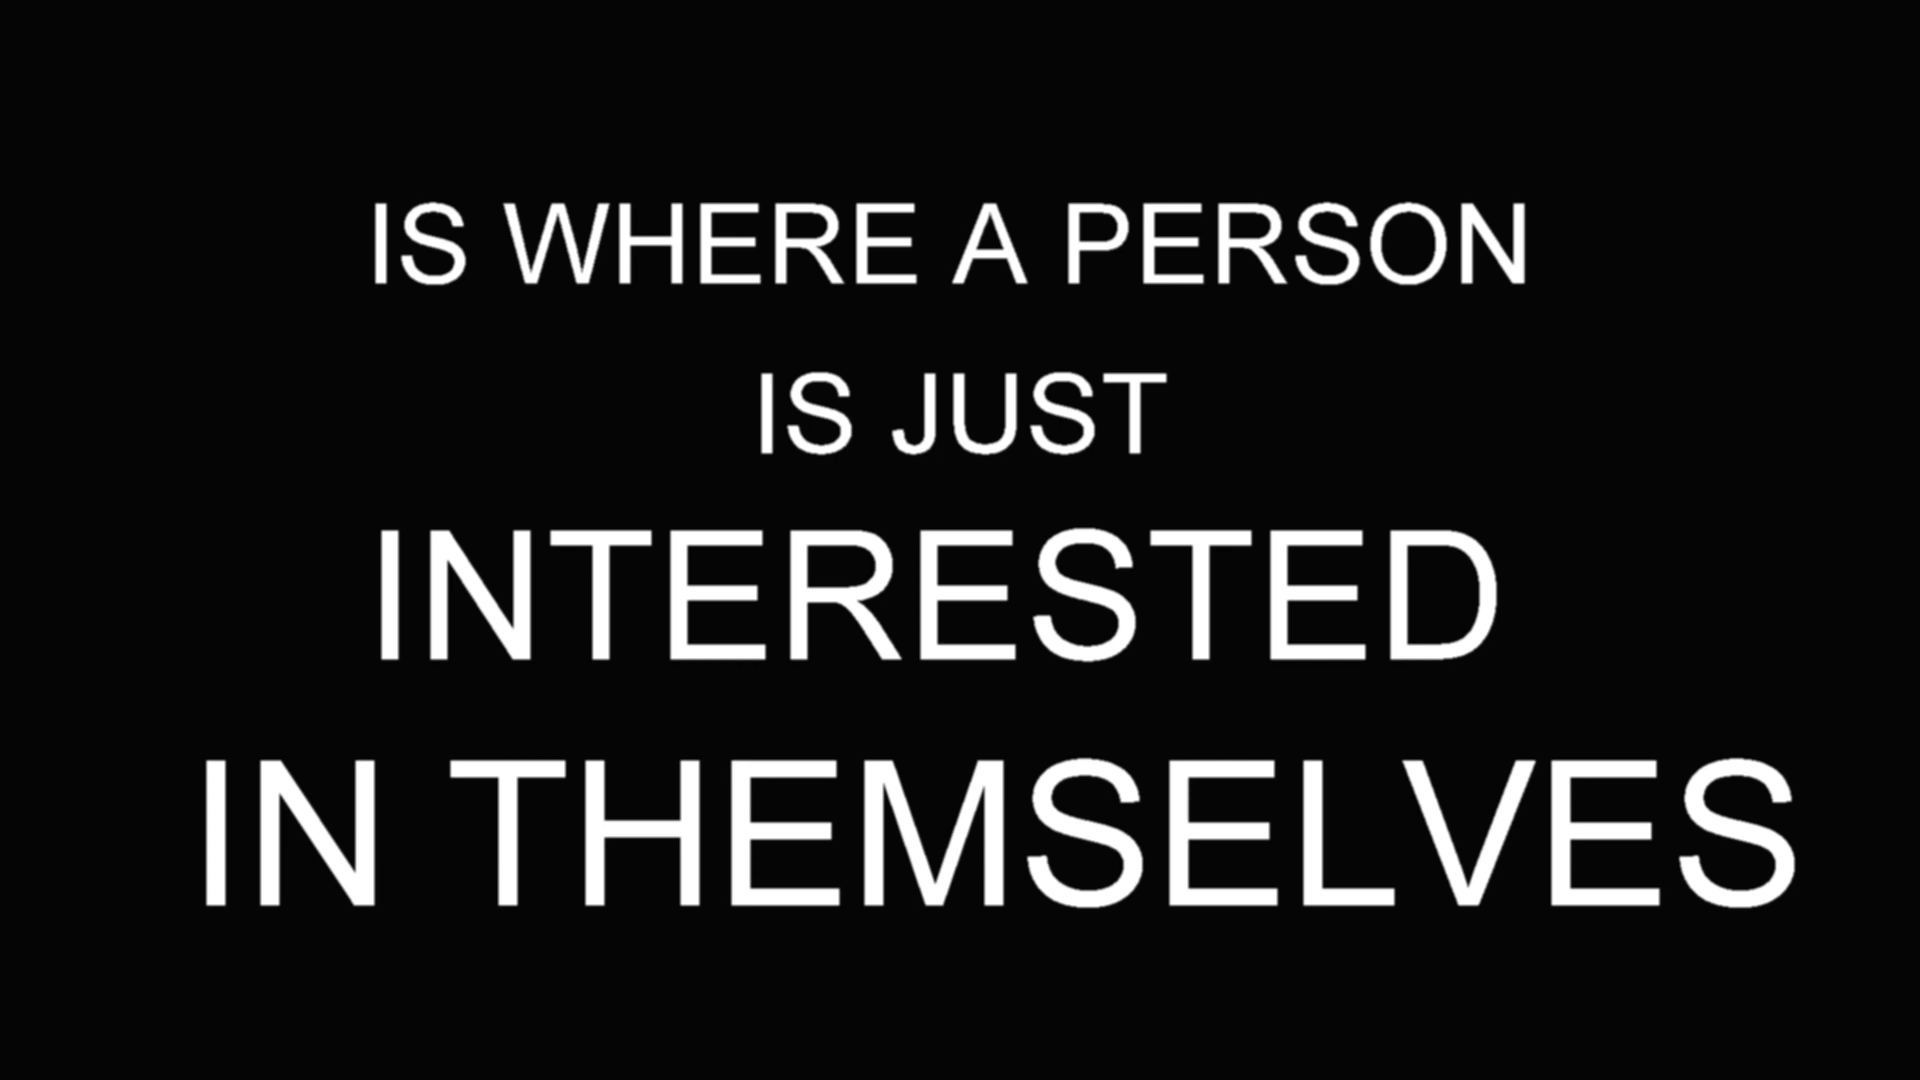 IS WHERE A PERSON
IS JUST
INTERESTED
IN THEMSELVES